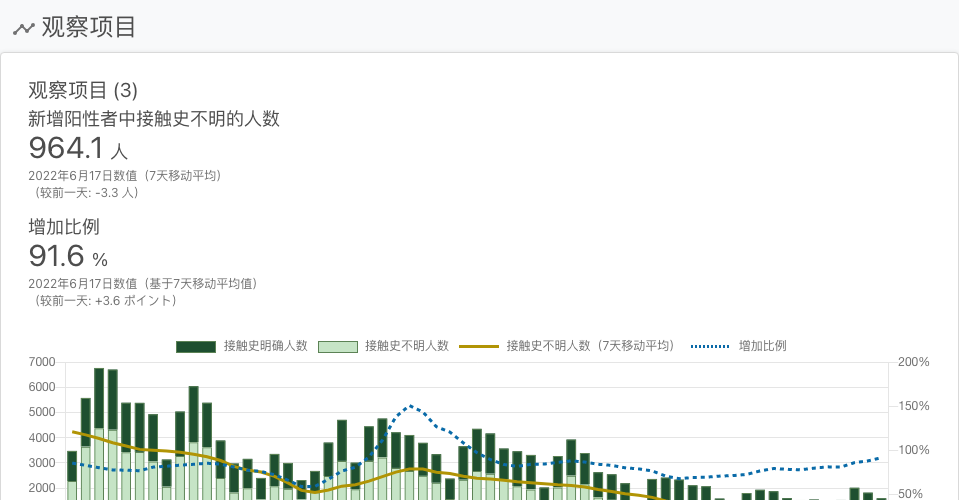 观察项目
观察项目 (3)
新增阳性者中接触史不明的人数
964.1 人
2022年6月17日数值（7天移动平均）
（较前一天: -3.3 人）
增加比例
91.6 %
2022年6月17日数值（基于7天移动平均值）
（较前一天: +3.6 ポイント）
接触史明确人数 接触史不明人数 接触史不明人数（7天移动平均） 增加比例
7000 200%
6000
5000 150%
4000
3000 100%
2000 50%